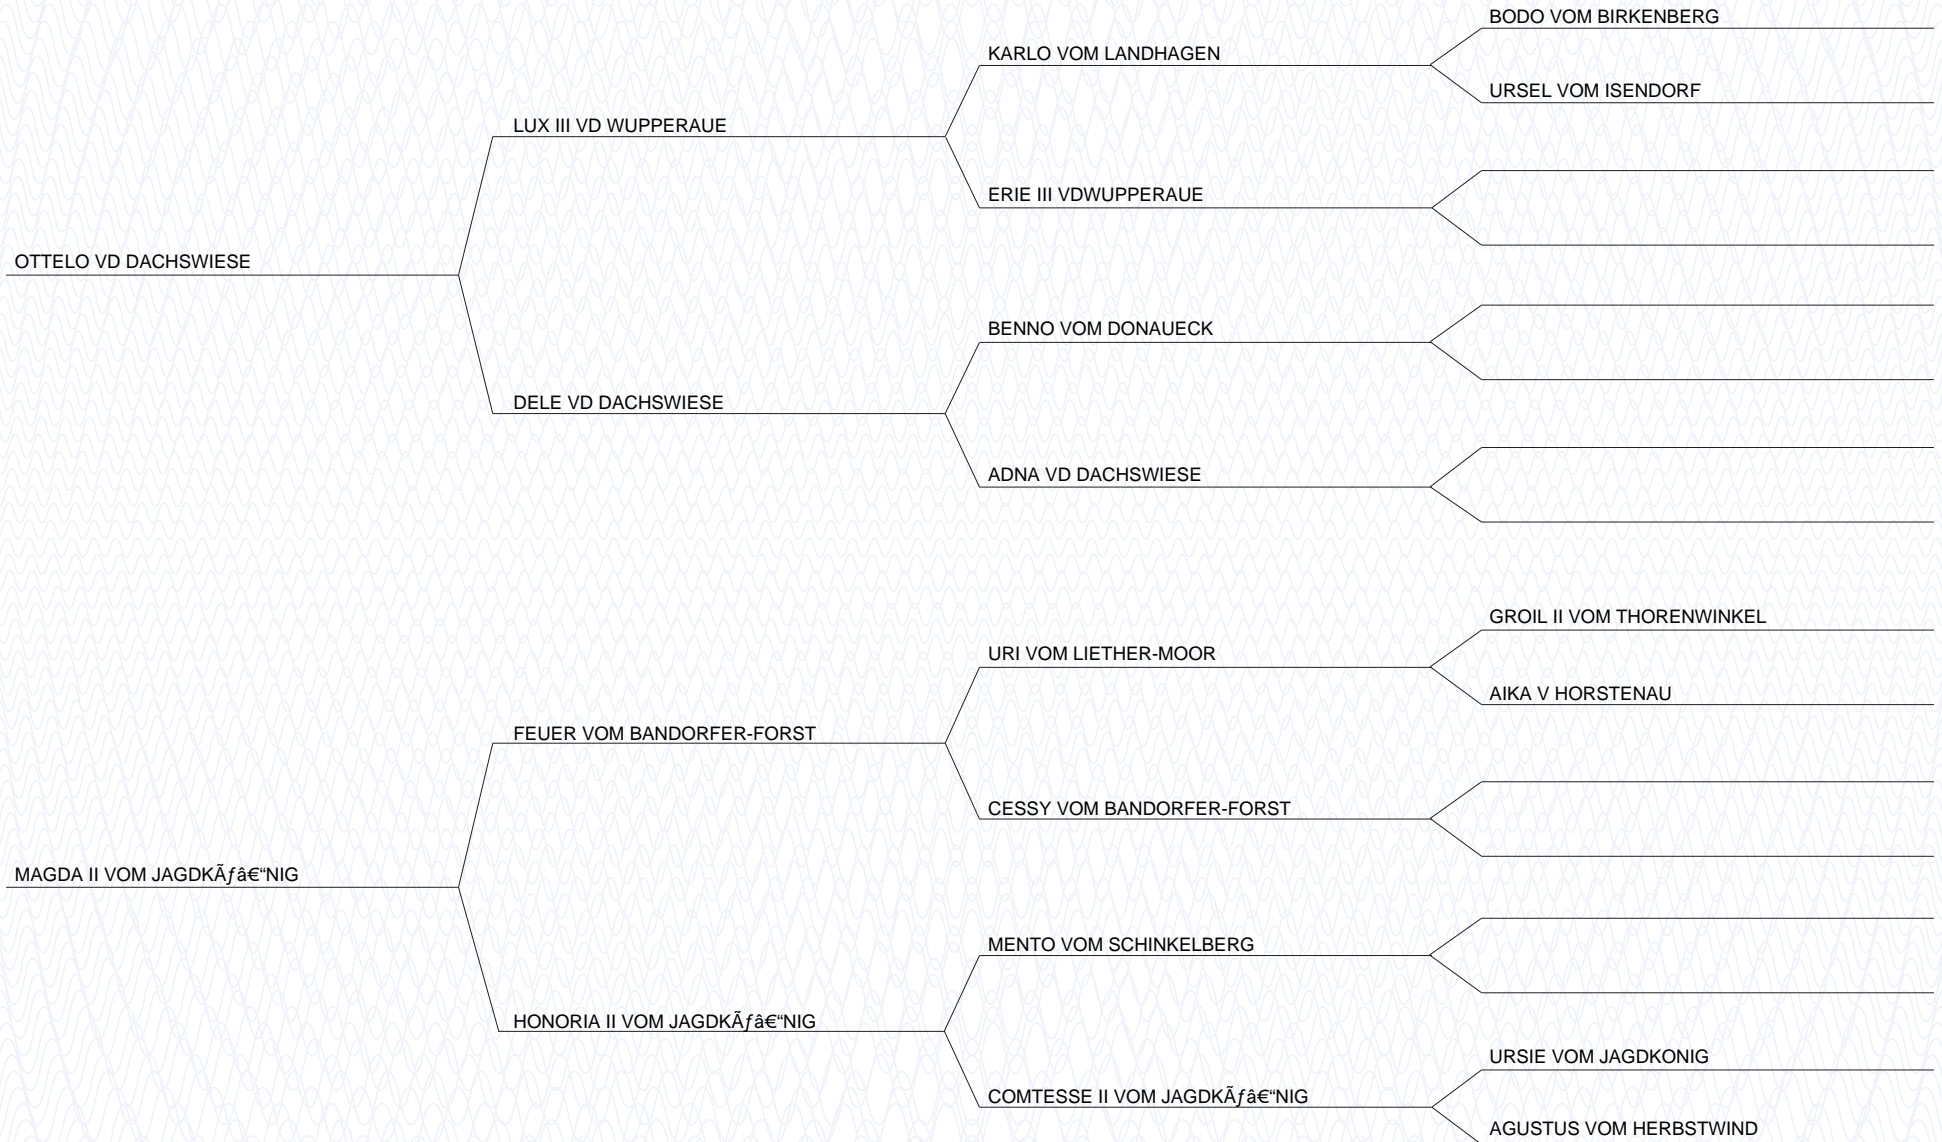 BODO VOM BIRKENBERG
KARLO VOM LANDHAGEN
URSEL VOM ISENDORF
LUX III VD WUPPERAUE
ERIE III VDWUPPERAUE
OTTELO VD DACHSWIESE
BENNO VOM DONAUECK
DELE VD DACHSWIESE
ADNA VD DACHSWIESE
GROIL II VOM THORENWINKEL
URI VOM LIETHER-MOOR
AIKA V HORSTENAU
FEUER VOM BANDORFER-FORST
CESSY VOM BANDORFER-FORST
MAGDA II VOM JAGDKÃƒâ€“NIG
MENTO VOM SCHINKELBERG
HONORIA II VOM JAGDKÃƒâ€“NIG
URSIE VOM JAGDKONIG
COMTESSE II VOM JAGDKÃƒâ€“NIG
AGUSTUS VOM HERBSTWIND